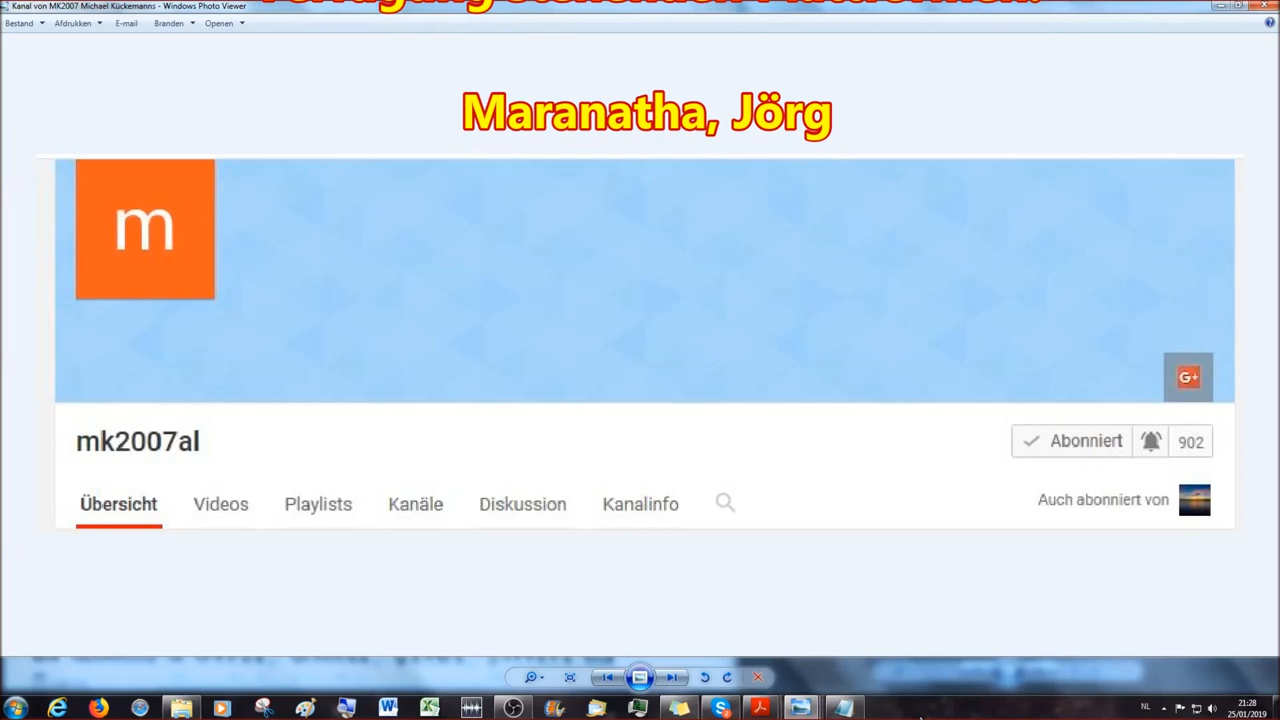 Kanal von MK2007 Michael Kückemanns - Windows Photo Viewer
Bestand Afdrukken E-mail Branden Openen
Maranatha, Jörg
m
G+
mk2007al
Abonniert 902
Übersicht Videos Playlists Kanäle Diskussion Kanalinfo
Auch abonniert von
NL
21:28
25/01/2019